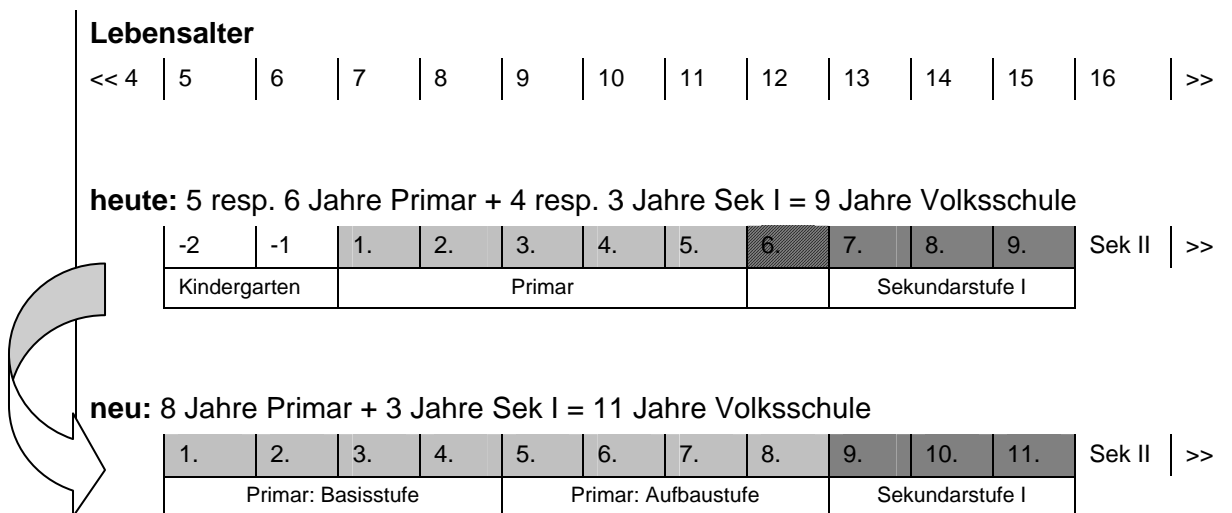 Lebensalter
<< 4 5 6 7 8 9 10 11 12 13 14 15 16 >>
heute: 5 resp. 6 Jahre Primar + 4 resp. 3 Jahre Sek I = 9 Jahre Volksschule
-2 -1 1. 2. 3. 4. 5. 6. 7. 8. 9. Sek II >>
Kindergarten Primar Sekundarstufe I
neu: 8 Jahre Primar + 3 Jahre Sek I = 11 Jahre Volksschule
1. 2. 3. 4. 5. 6. 7. 8. 9. 10. 11. Sek II >>
Primar: Basisstufe Primar: Aufbaustufe Sekundarstufe I